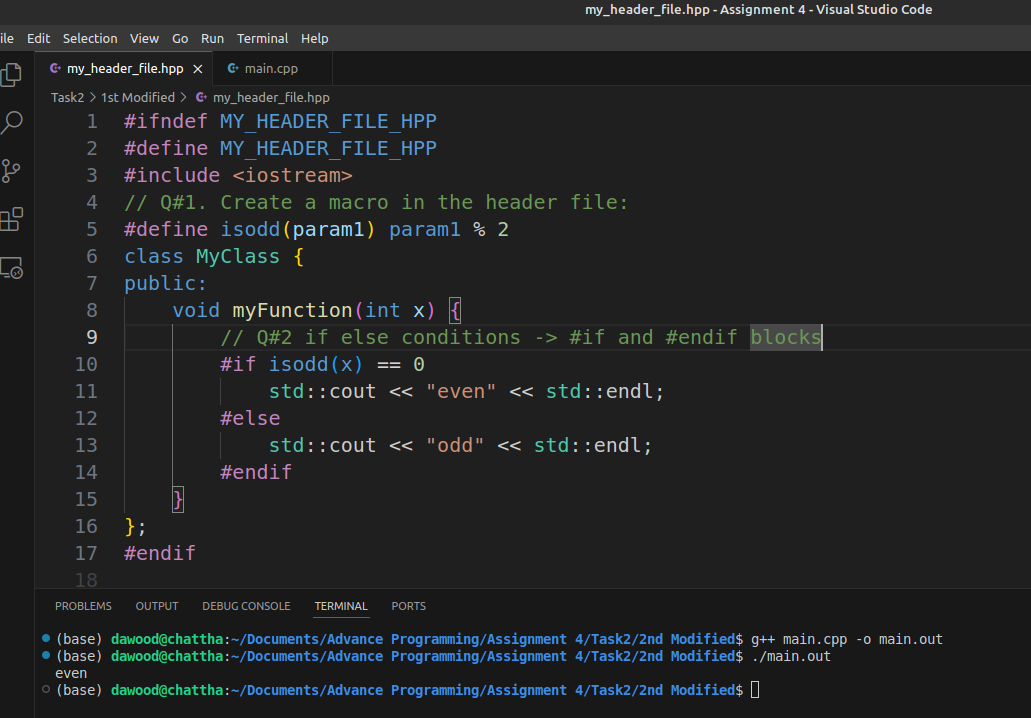 my_header_file.hpp - Assignment 4 - Visual Studio Code
ile Edit Selection View Go Run Terminal Help
my_header_file.hpp × main.cpp
Task2 > 1st Modified > my_header_file.hpp
1 #ifndef MY_HEADER_FILE_HPP
2 #define MY_HEADER_FILE_HPP
3 #include <iostream>
4 // Q#1. Create a macro in the header file:
5 #define isodd(param1) param1 % 2
6 class MyClass {
7 public:
8 void myFunction(int x) {
9 // Q#2 if else conditions -> #if and #endif blocks
10 #if isodd(x) == 0
11 std::cout << "even" << std::endl;
12 #else
13 std::cout << "odd" << std::endl;
14 #endif
15 }
16 };
17 #endif
18
PROBLEMS OUTPUT DEBUG CONSOLE TERMINAL PORTS
(base) dawood@chattha:~/Documents/Advance Programming/Assignment 4/Task2/2nd Modified$ g++ main.cpp -o main.out
(base) dawood@chattha:~/Documents/Advance Programming/Assignment 4/Task2/2nd Modified$ ./main.out
even
(base) dawood@chattha:~/Documents/Advance Programming/Assignment 4/Task2/2nd Modified$